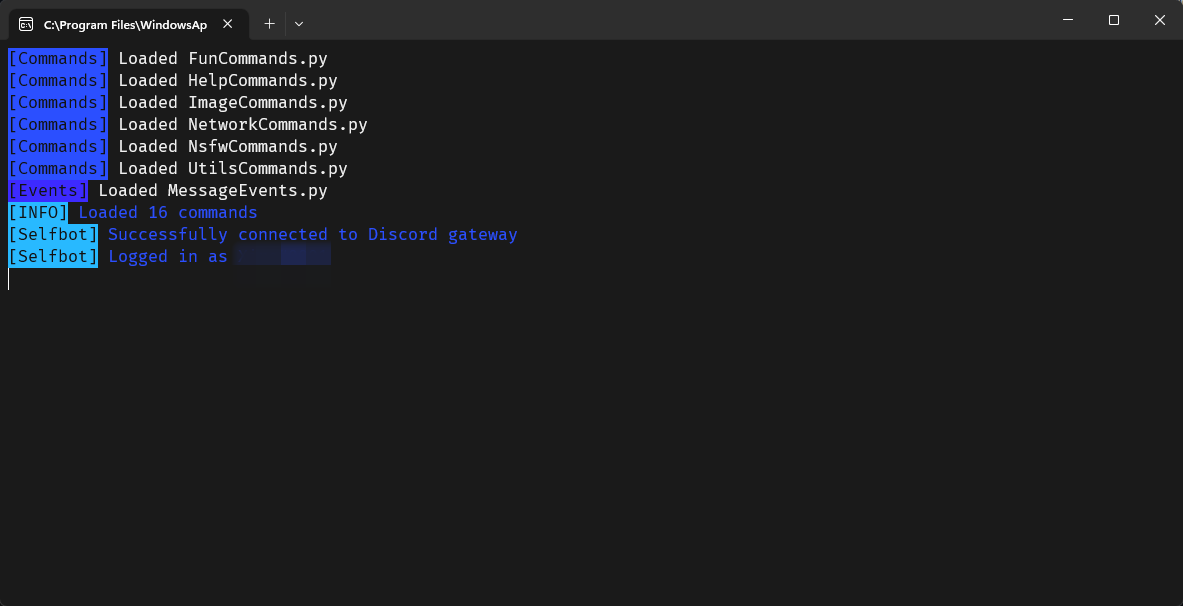 C:\Program Files\WindowsAp
[Commands] Loaded FunCommands.py
[Commands] Loaded HelpCommands.py
[Commands] Loaded ImageCommands.py
[Commands] Loaded NetworkCommands.py
[Commands] Loaded NsfwCommands.py
[Commands] Loaded UtilsCommands.py
[Events] Loaded MessageEvents.py
[INFO] Loaded 16 commands
[Selfbot] Successfully connected to Discord gateway
[Selfbot] Logged in as